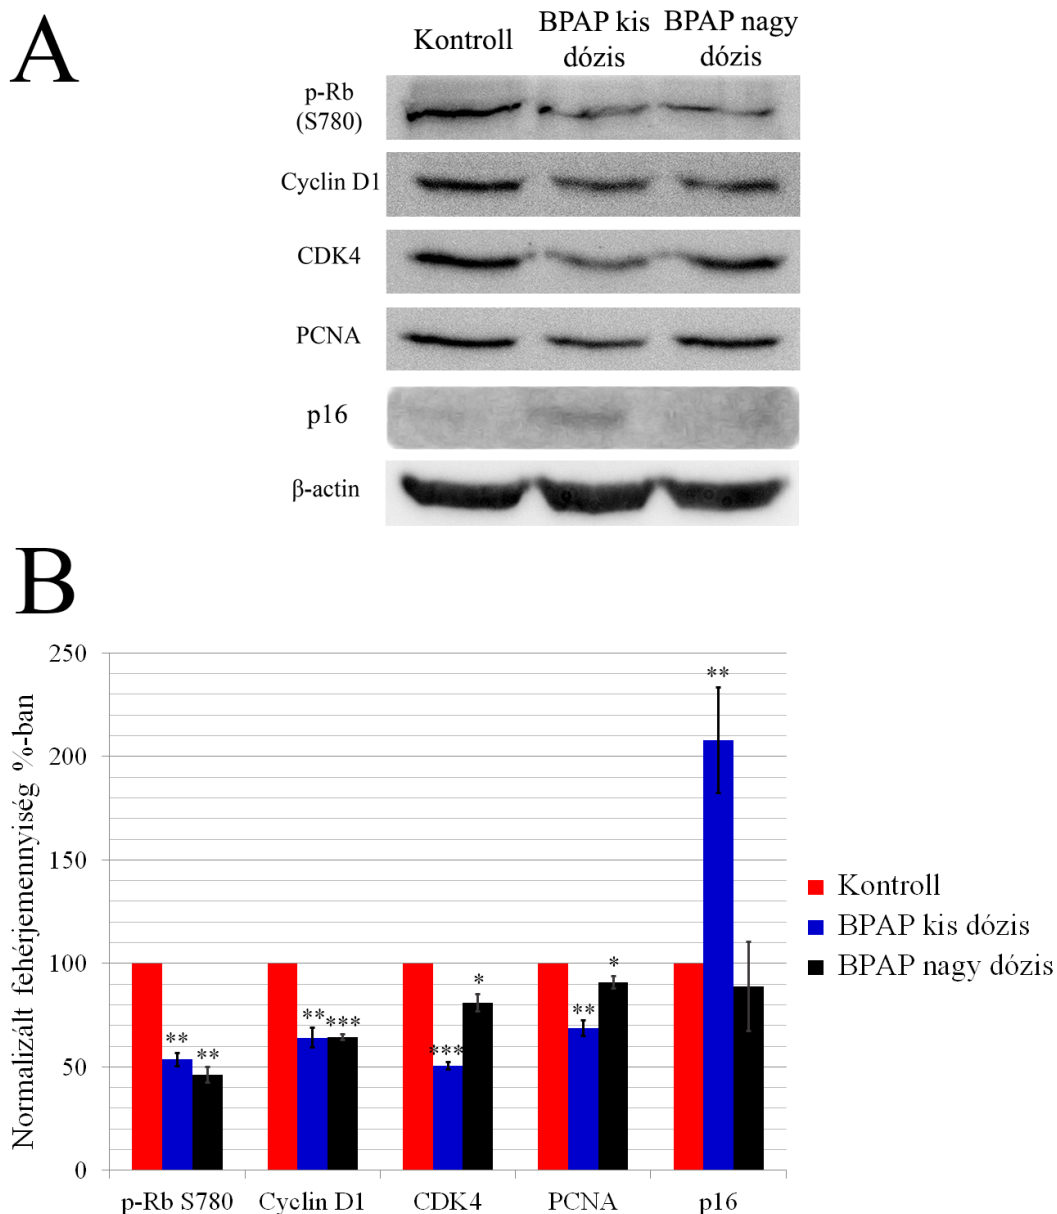 A
Kontroll
BPAP kis
dózis
BPAP nagy
dózis
p-Rb
(S780)
Cyclin D1
CDK4
PCNA
p16
β-actin
B
Normalizált fehérjemennyiség %-ban
250
200
150
100
50
0
**
**
**
***
***
*
**
*
**
p-Rb S780
Cyclin D1
CDK4
PCNA
p16
Kontroll
BPAP kis dózis
BPAP nagy dózis